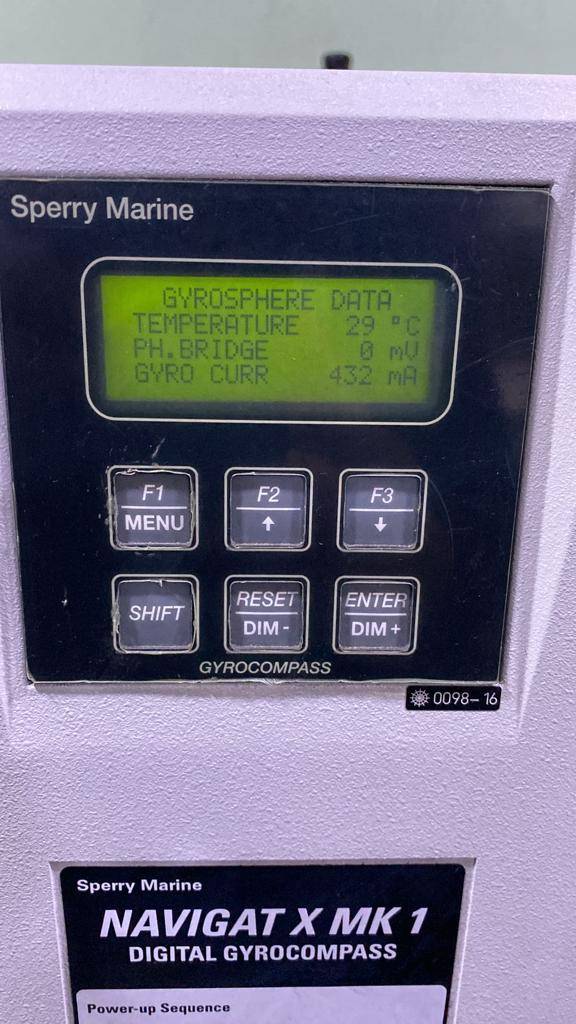 Sperry Marine
GYROSPHERE DATA
TEMPERATURE 29 °C
PH.BRIDGE 0 mV
GYRO CURR 432 mA
F1 F2 F3
MENU ↑ ↓
SHIFT RESET ENTER
DIM - DIM +
GYROCOMPASS
0098-16
Sperry Marine
NAVIGAT X MK 1
DIGITAL GYROCOMPASS
Power-up Sequence